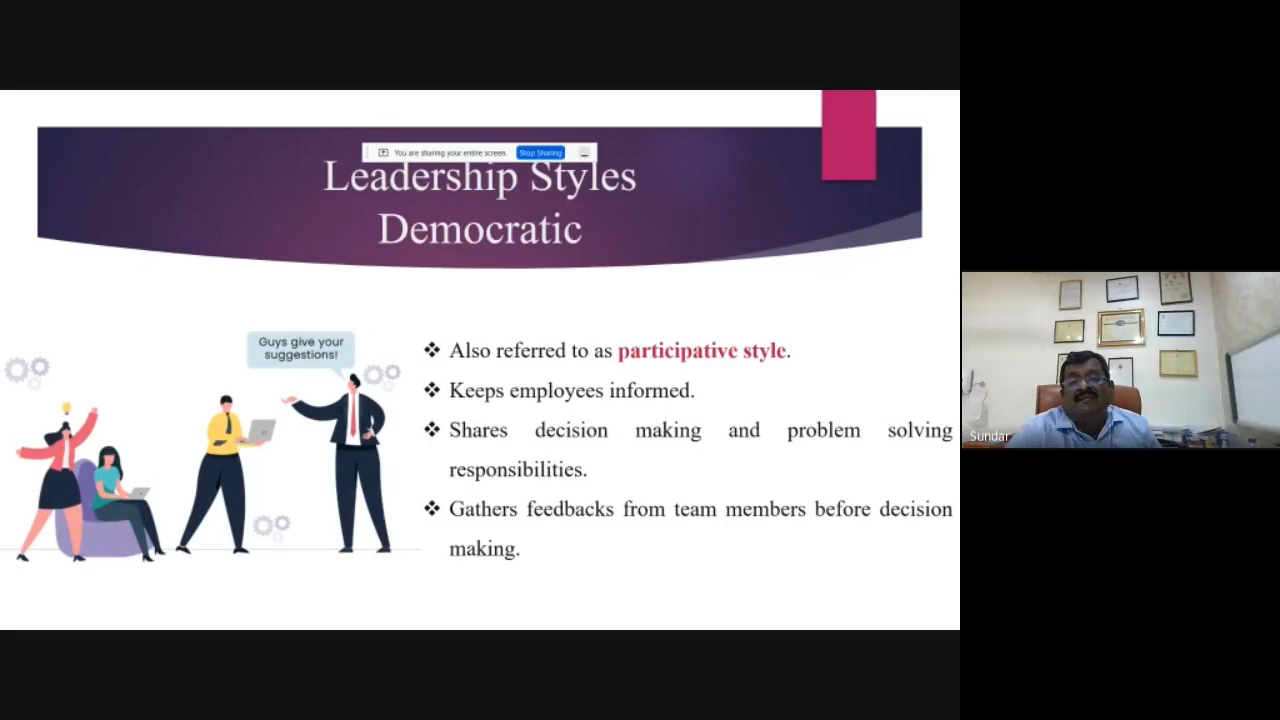 You are sharing your entire screen. Stop Sharing
Leadership Styles
Democratic
Guys give your
suggestions!
❖ Also referred to as participative style.
❖ Keeps employees informed.
❖ Shares decision making and problem solving
responsibilities.
❖ Gathers feedbacks from team members before decision
making.
Sundar